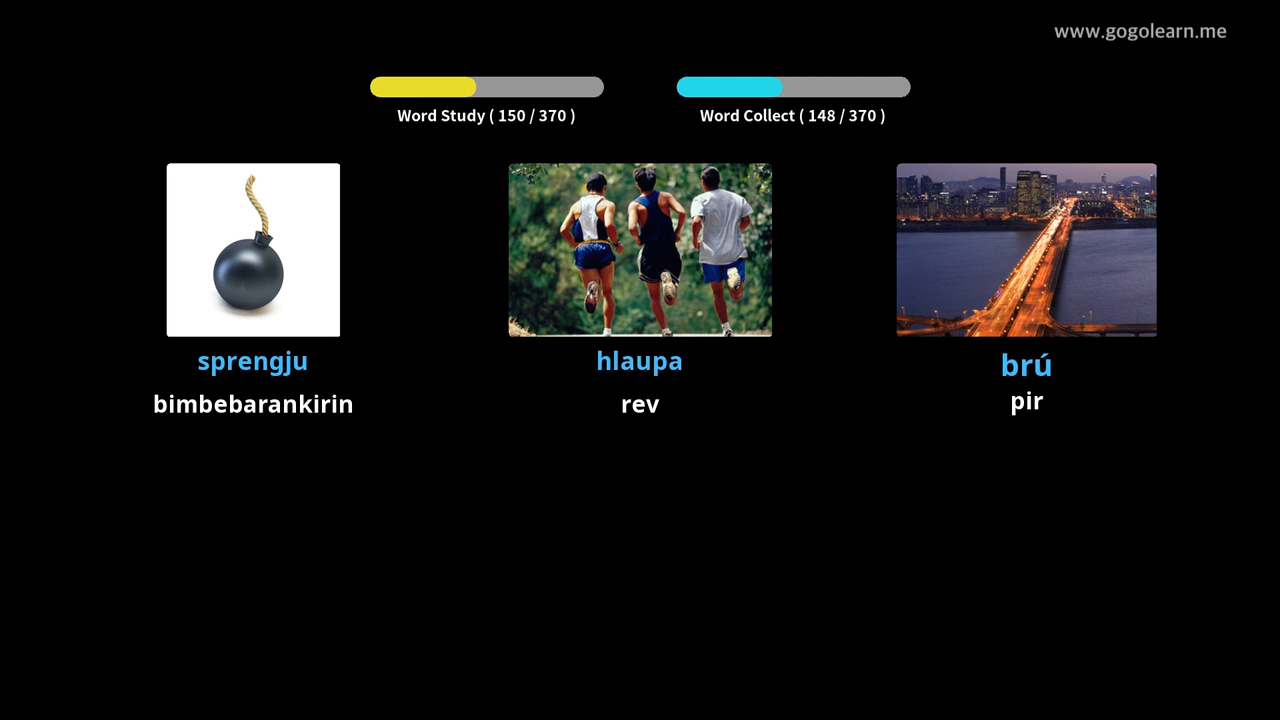 www.gogolearn.me
Word Study ( 150 / 370 )
Word Collect ( 148 / 370 )
sprengju
hlaupa
brú
bimbebarankirin
rev
pir